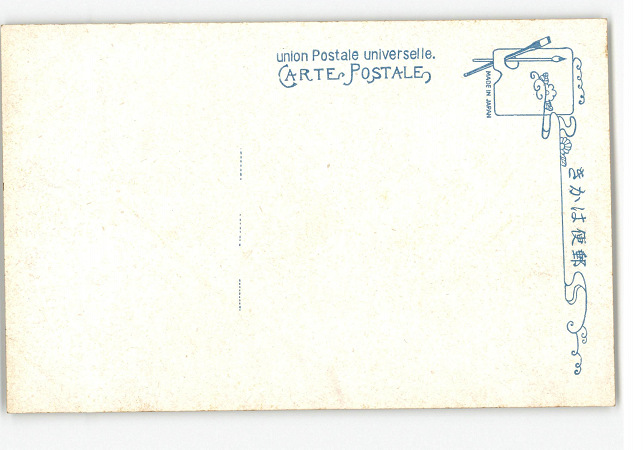 union Postale universelle.
CARTE POSTALE
MADE IN JAPAN
きかは便郵